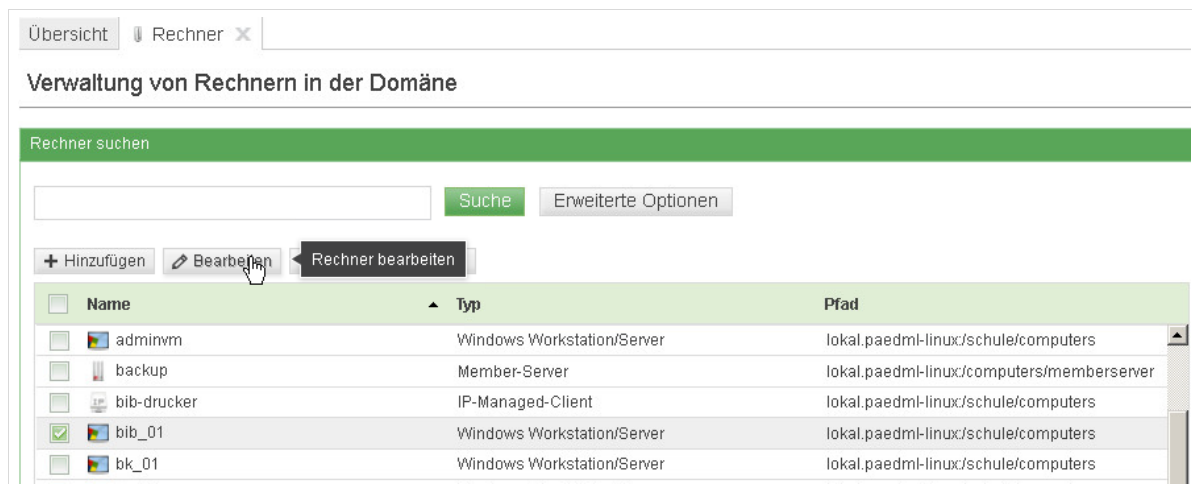 Übersicht Rechner
Verwaltung von Rechnern in der Domäne
Rechner suchen
Suche Erweiterte Optionen
Hinzufügen Bearbeiten Rechner bearbeiten
Name Typ Pfad
adminvm Windows Workstation/Server lokal.paedml-linux:/schule/computers
backup Member-Server lokal.paedml-linux:/computers/memberserver
bib-drucker IP-Managed-Client lokal.paedml-linux:/schule/computers
bib_01 Windows Workstation/Server lokal.paedml-linux:/schule/computers
bk_01 Windows Workstation/Server lokal.paedml-linux:/schule/computers